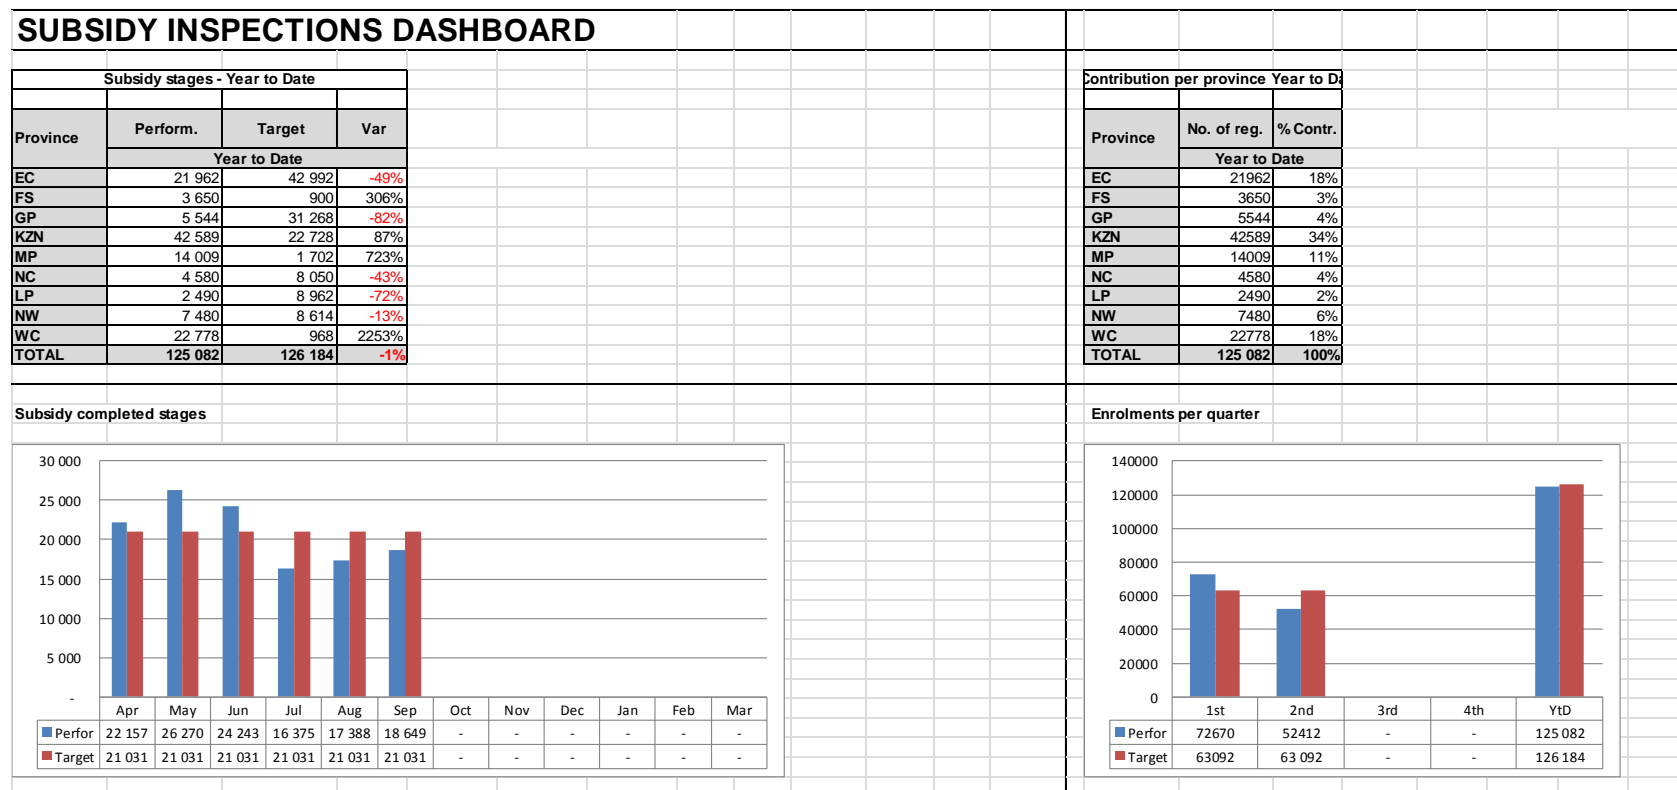 SUBSIDY INSPECTIONS DASHBOARD
Subsidy stages - Year to Date
Province Perform. Target Var
Year to Date
EC 21 962 42 992 -49%
FS 3 650 900 306%
GP 5 544 31 268 -82%
KZN 42 589 22 728 87%
MP 14 009 1 702 723%
NC 4 580 8 050 -43%
LP 2 490 8 962 -72%
NW 7 480 8 614 -13%
WC 22 778 968 2253%
TOTAL 125 082 126 184 -1%
Contribution per province Year to Da
Province No. of reg. % Contr.
Year to Date
EC 21962 18%
FS 3650 3%
GP 5544 4%
KZN 42589 34%
MP 14009 11%
NC 4580 4%
LP 2490 2%
NW 7480 6%
WC 22778 18%
TOTAL 125 082 100%
Subsidy completed stages
30 000
25 000
20 000
15 000
10 000
5 000
-
Apr May Jun Jul Aug Sep Oct Nov Dec Jan Feb Mar
Perfor 22 157 26 270 24 243 16 375 17 388 18 649 - - - - - -
Target 21 031 21 031 21 031 21 031 21 031 21 031 - - - - - -
Enrolments per quarter
140000
120000
100000
80000
60000
40000
20000
0
1st 2nd 3rd 4th YtD
Perfor 72670 52412 - - 125 082
Target 63092 63 092 - - 126 184